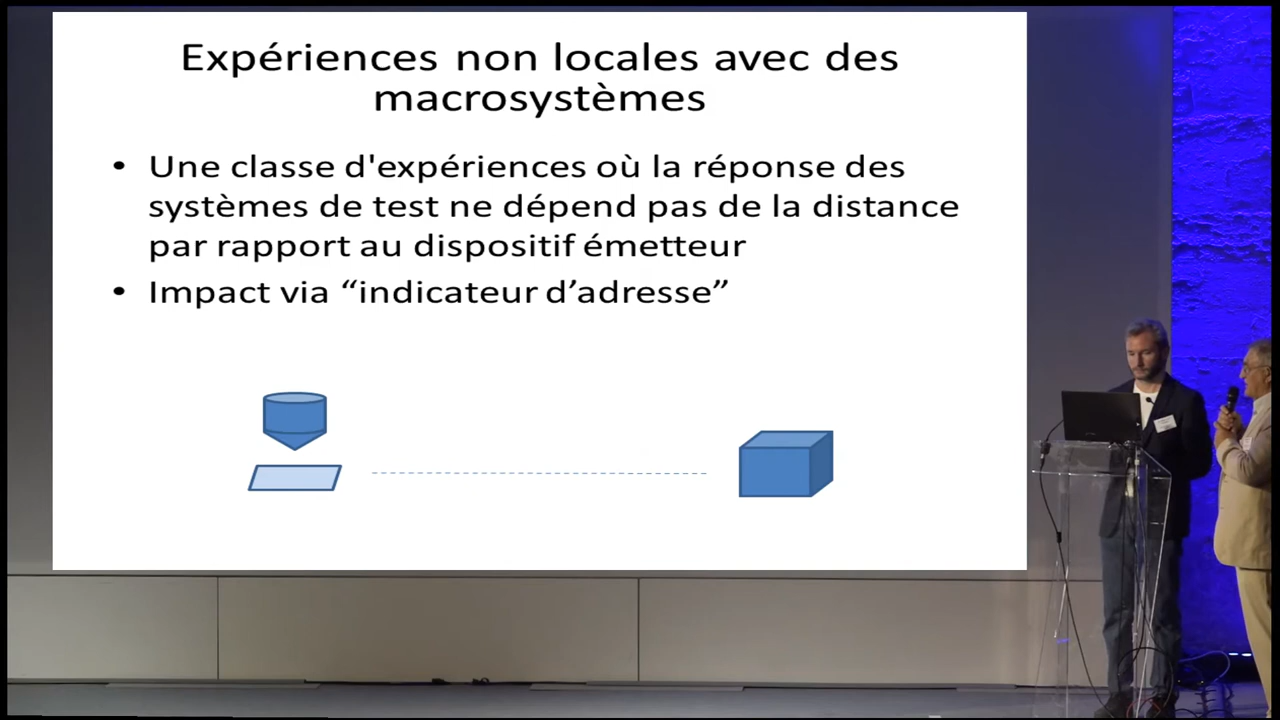 Expériences non locales avec des
macrosystèmes
• Une classe d'expériences où la réponse des
systèmes de test ne dépend pas de la distance
par rapport au dispositif émetteur
• Impact via “indicateur d’adresse”